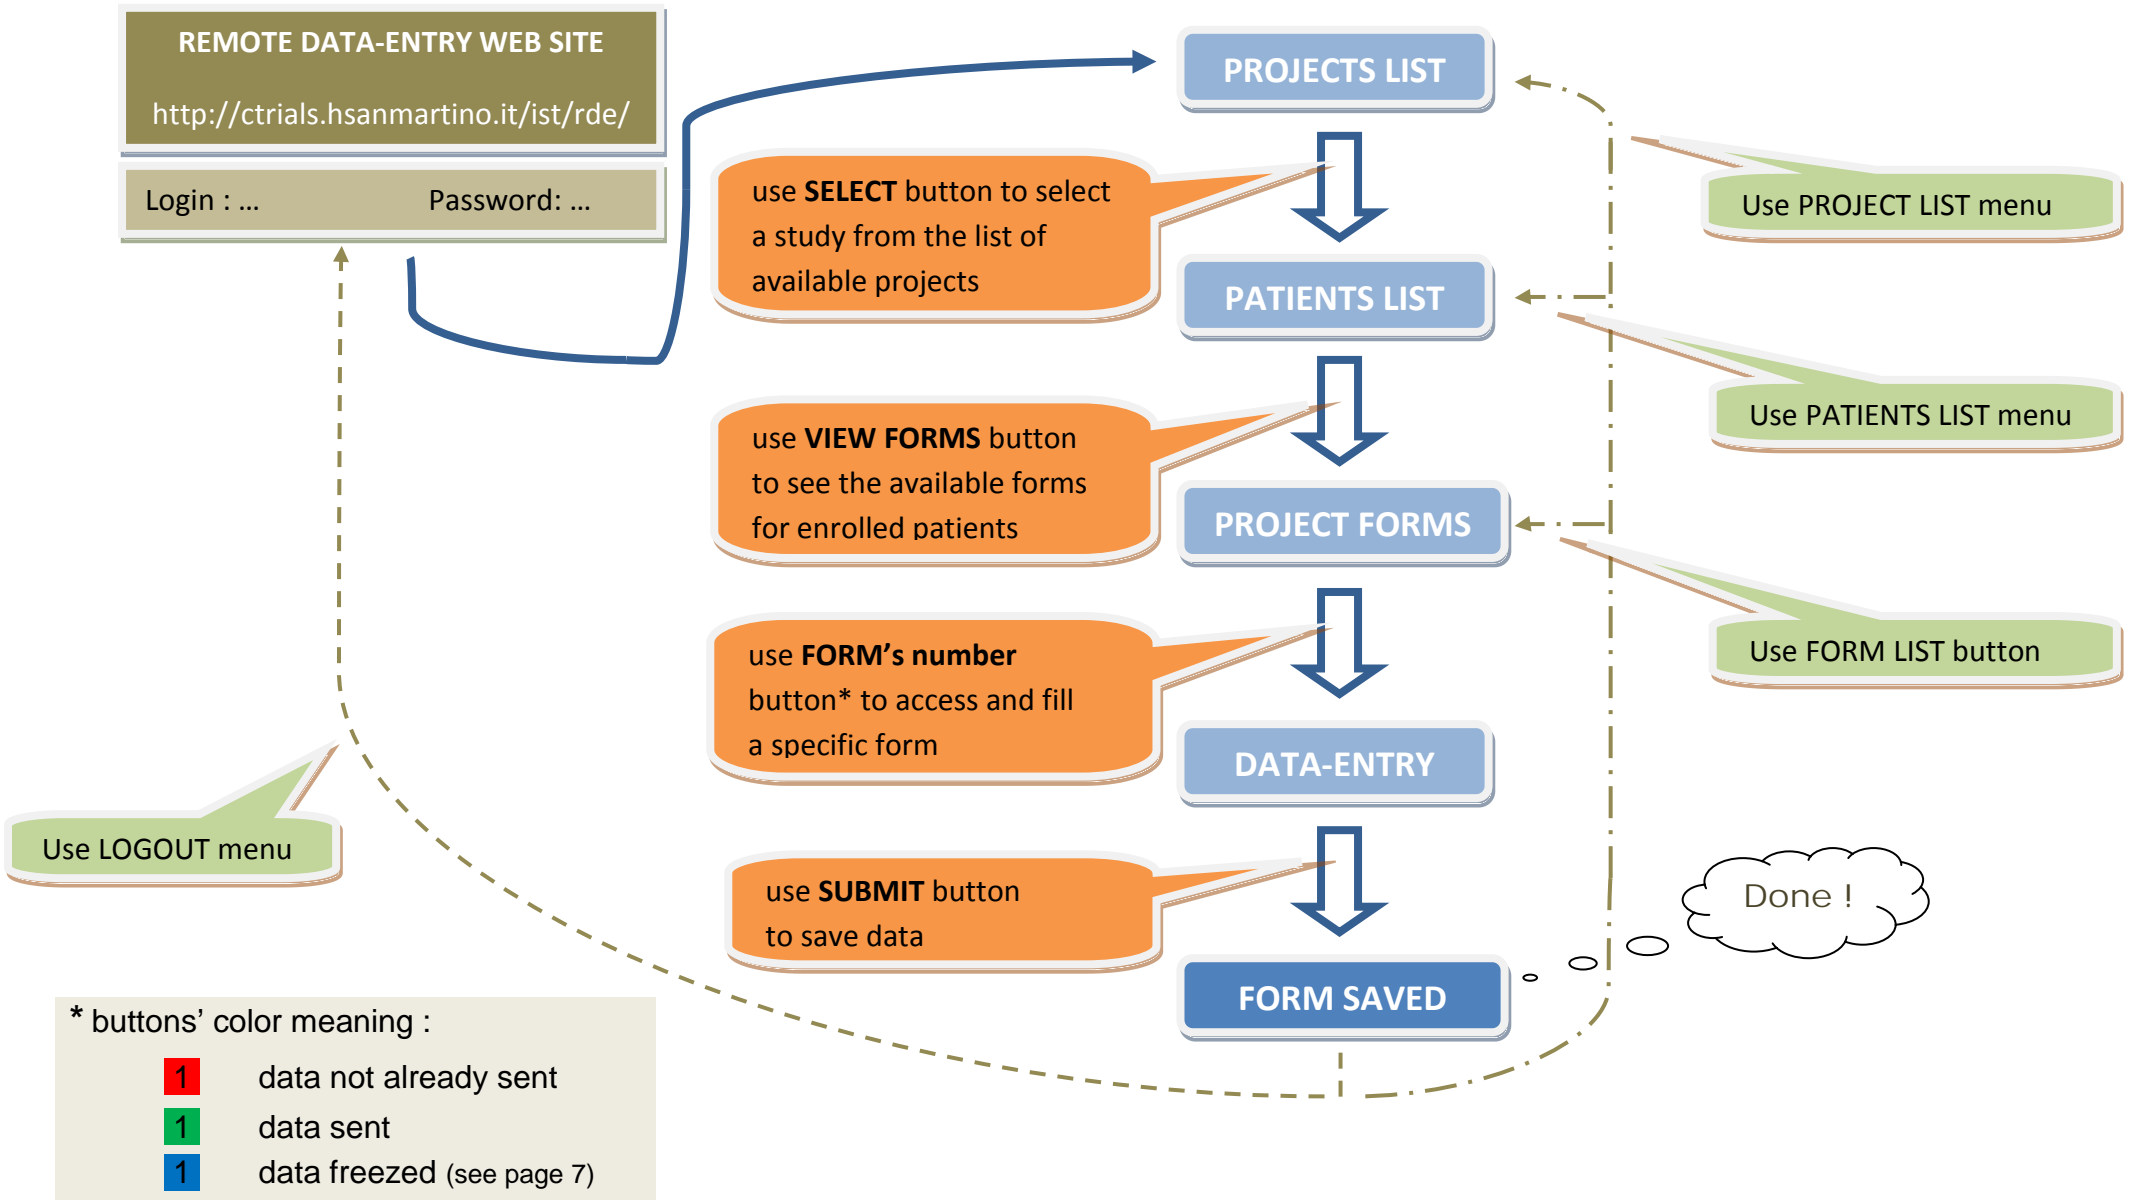 REMOTE DATA-ENTRY WEB SITE
http://ctrials.hsanmartino.it/ist/rde/
Login : ... Password: ...
PROJECTS LIST
use SELECT button to select
a study from the list of
available projects
Use PROJECT LIST menu
PATIENTS LIST
Use PATIENTS LIST menu
use VIEW FORMS button
to see the available forms
for enrolled patients
PROJECT FORMS
Use FORM LIST button
use FORM’s number
button* to access and fill
a specific form
DATA-ENTRY
Use LOGOUT menu
use SUBMIT button
to save data
Done !
FORM SAVED
* buttons’ color meaning :
1 data not already sent
1 data sent
1 data freezed (see page 7)